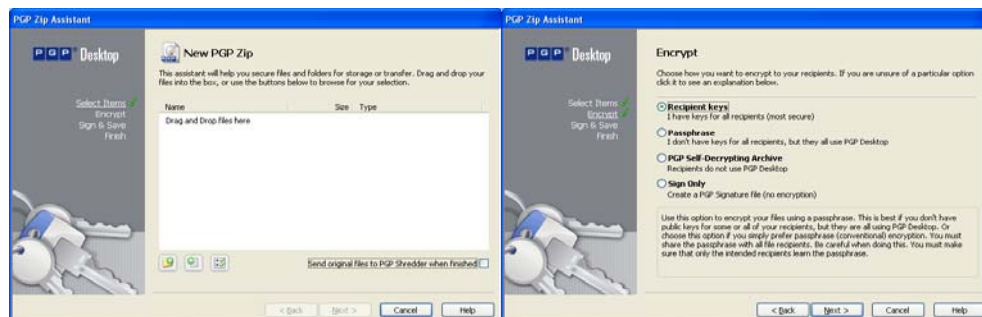 PGP Zip Assistant
PGP Desktop
Select Items
Encrypt
Sign & Save
Finish
New PGP Zip
This assistant will help you secure files and folders for storage or transfer. Drag and drop your
files into the box, or use the buttons below to browse for your selection.
Name Size Type
Drag and Drop files here
Send original files to PGP Shredder when finished
< Back Next > Cancel Help
PGP Zip Assistant
PGP Desktop
Select Items
Encrypt
Sign & Save
Finish
Encrypt
Choose how you want to encrypt to your recipients. If you are unsure of a particular option
click it to see an explanation below.
Recipient keys
I have keys for all recipients (most secure)
Passphrase
I don't have keys for all recipients, but they all use PGP Desktop
PGP Self-Decrypting Archive
Recipients do not use PGP Desktop
Sign Only
Create a PGP Signature file (no encryption)
Use this option to encrypt your files using a passphrase. This is best if you don't have
public keys for some or all of your recipients, but they are all using PGP Desktop. Or
choose this option if you simply prefer passphrase (conventional) encryption. You must
share the passphrase with all file recipients. Be careful when doing this. You must make
sure that only the intended recipients learn the passphrase.
< Back Next > Cancel Help